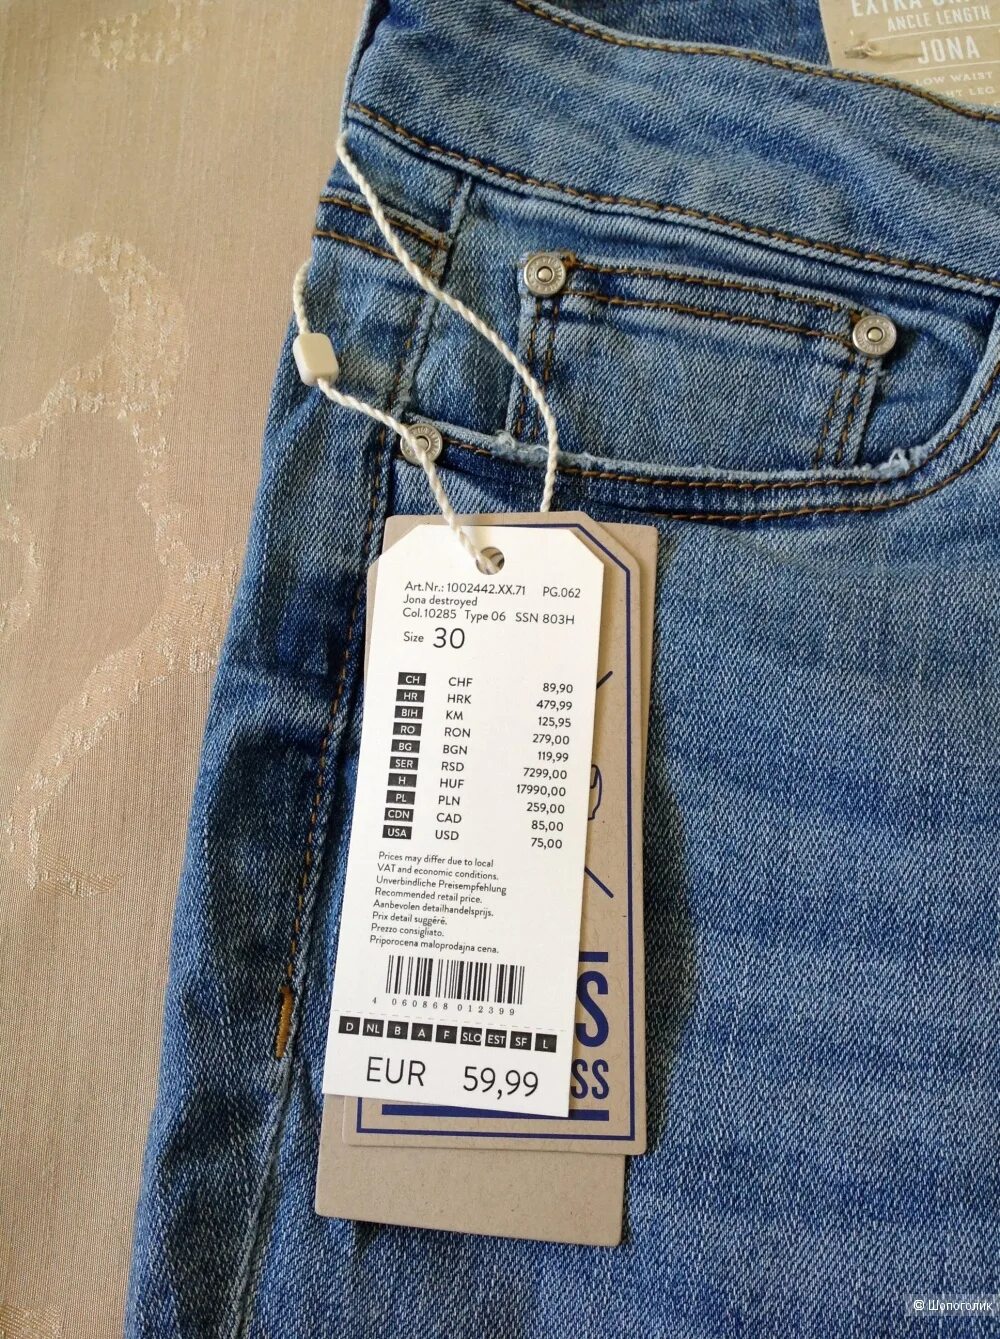 EXTRA
ANCLE LENGTH
JONA
LOW WAIST
LEG
Art.Nr.: 1002442.XX.71 PG.062
Jona destroyed
Col.10285 Type 06 SSN 803H
Size 30
CH CHF 89,90
HR HRK 479,99
BIH KM 125,95
RO RON 279,00
BG BGN 119,99
SER RSD 7299,00
H HUF 17990,00
PL PLN 259,00
CDN CAD 85,00
USA USD 75,00
Prices may differ due to local
VAT and economic conditions.
Unverbindliche Preisempfehlung
Recommended retail price.
Aanbevolen detailhandelsprijs.
Prix detail suggéré.
Prezzo consigliato.
Priporocena maloprodajna cena.
4 060868 012399
D NL B A F SLO EST SF L
EUR 59,99
S
SS
© Шопоголик